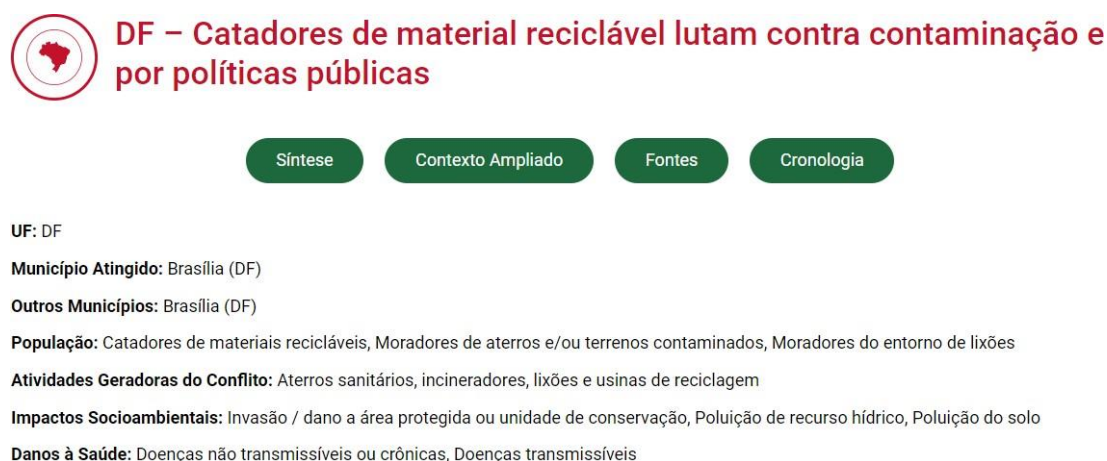 DF – Catadores de material reciclável lutam contra contaminação e
por políticas públicas
Síntese
Contexto Ampliado
Fontes
Cronologia
UF: DF
Município Atingido: Brasília (DF)
Outros Municípios: Brasília (DF)
População: Catadores de materiais recicláveis, Moradores de aterros e/ou terrenos contaminados, Moradores do entorno de lixões
Atividades Geradoras do Conflito: Aterros sanitários, incineradores, lixões e usinas de reciclagem
Impactos Socioambientais: Invasão / dano a área protegida ou unidade de conservação, Poluição de recurso hídrico, Poluição do solo
Danos à Saúde: Doenças não transmissíveis ou crônicas, Doenças transmissíveis